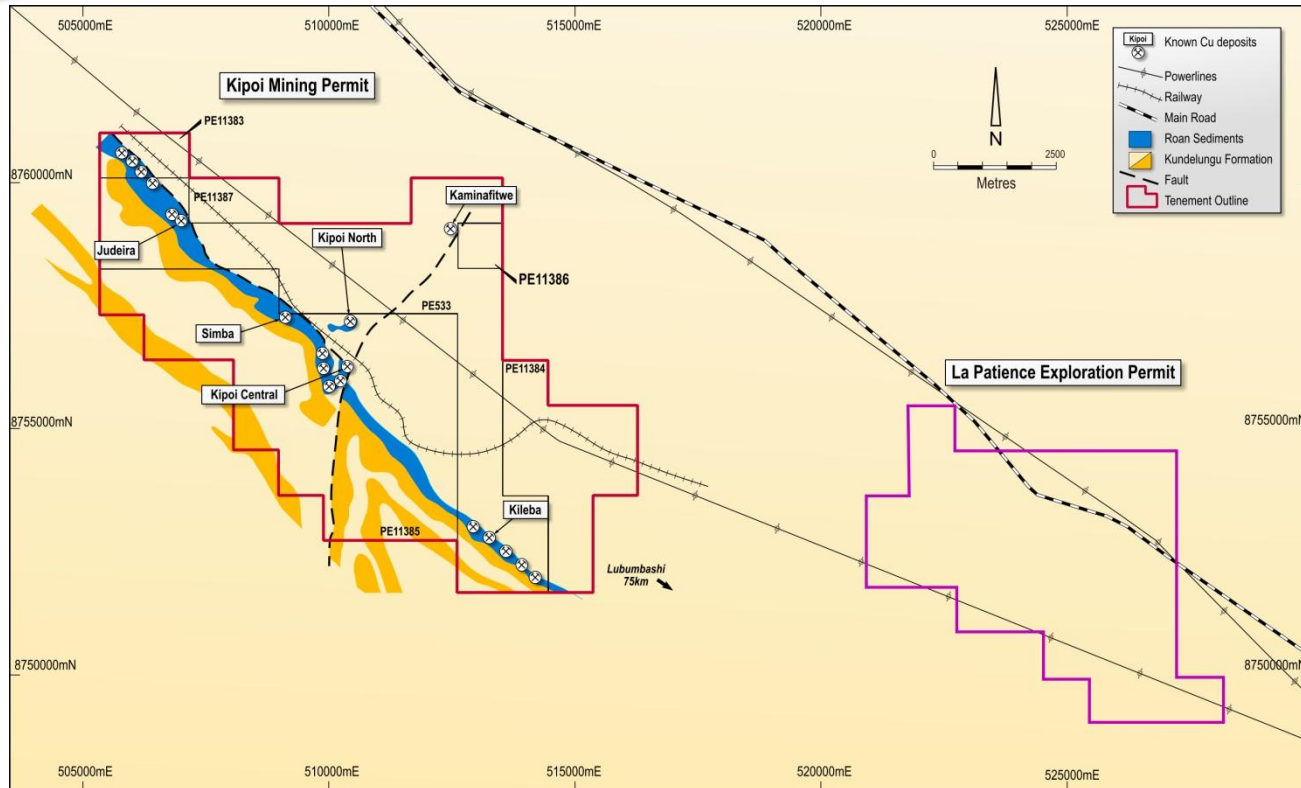 505000mE
510000mE
515000mE
520000mE
525000mE
Kipoi Mining Permit
PE11383
8760000mN
PE11387
Judeira
Kipoi North
Kaminafitwe
PE11386
PE533
Simba
PE11384
Kipoi Central
La Patience Exploration Permit
8755000mN
8755000mN
Kileba
PE11385
Lubumbashi
75km
8750000mN
8750000mN
505000mE
510000mE
515000mE
520000mE
525000mE
N
0
2500
Metres
Kipoi
Known Cu deposits
Powerlines
Railway
Main Road
Roan Sediments
Kundelungu Formation
Fault
Tenement Outline